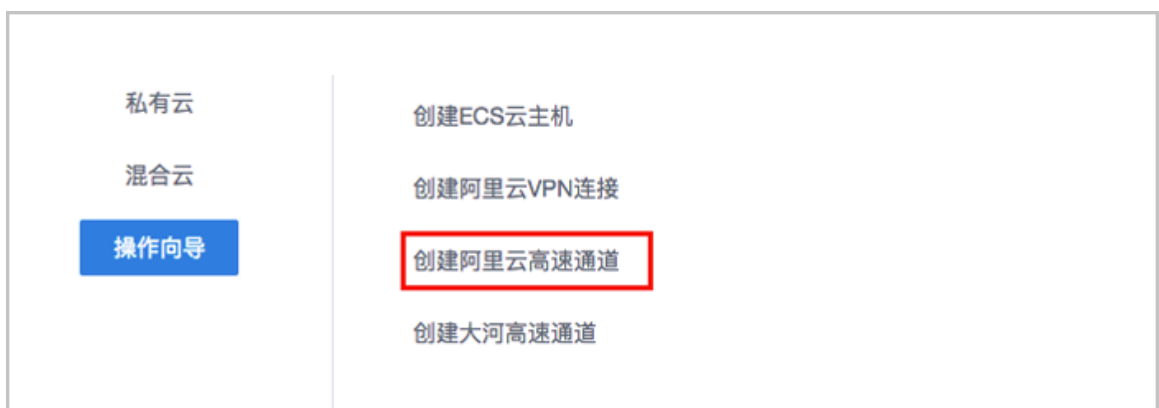 私有云
混合云
操作向导
创建ECS云主机
创建阿里云VPN连接
创建阿里云高速通道
创建大河高速通道